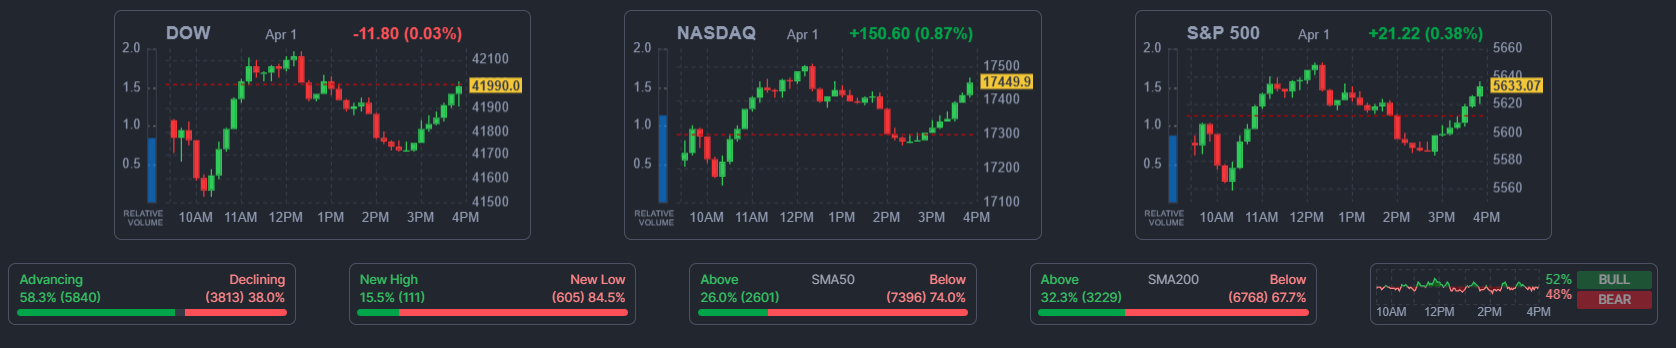 DOW Apr 1 -11.80 (0.03%)
2.0
1.5
1.0
0.5
42100
41990.0
41900
41800
41700
41600
41500
RELATIVE
VOLUME
10AM 11AM 12PM 1PM 2PM 3PM 4PM
NASDAQ Apr 1 +150.60 (0.87%)
2.0
1.5
1.0
0.5
17500
17449.9
17400
17300
17200
17100
RELATIVE
VOLUME
10AM 11AM 12PM 1PM 2PM 3PM 4PM
S&P 500 Apr 1 +21.22 (0.38%)
2.0
1.5
1.0
0.5
5660
5640
5633.07
5620
5600
5580
5560
RELATIVE
VOLUME
10AM 11AM 12PM 1PM 2PM 3PM 4PM
Advancing Declining
58.3% (5840) (3813) 38.0%
New High New Low
15.5% (111) (605) 84.5%
Above SMA50 Below
26.0% (2601) (7396) 74.0%
Above SMA200 Below
32.3% (3229) (6768) 67.7%
52% BULL
48% BEAR
10AM 12PM 2PM 4PM